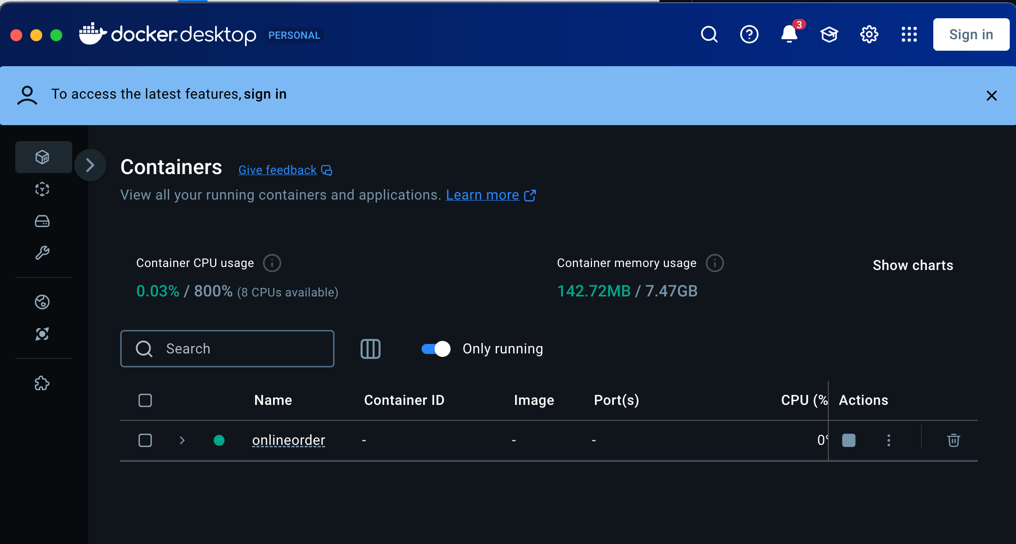 docker.desktop PERSONAL 3 Sign in
To access the latest features, sign in
Containers Give feedback
View all your running containers and applications. Learn more
Container CPU usage Container memory usage Show charts
0.03% / 800% (8 CPUs available) 142.72MB / 7.47GB
Search Only running
Name Container ID Image Port(s) CPU (% Actions
onlineorder - - - 0%